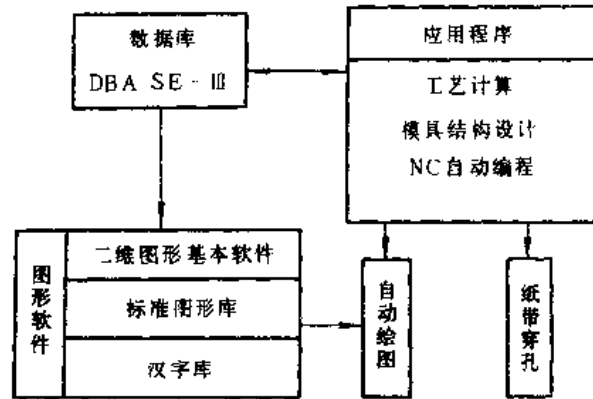 数据库
DBA SE-Ⅲ
应用程序
工艺计算
模具结构设计
NC自动编程
图形软件
二维图形基本软件
标准图形库
汉字库
自动绘图
纸带穿孔